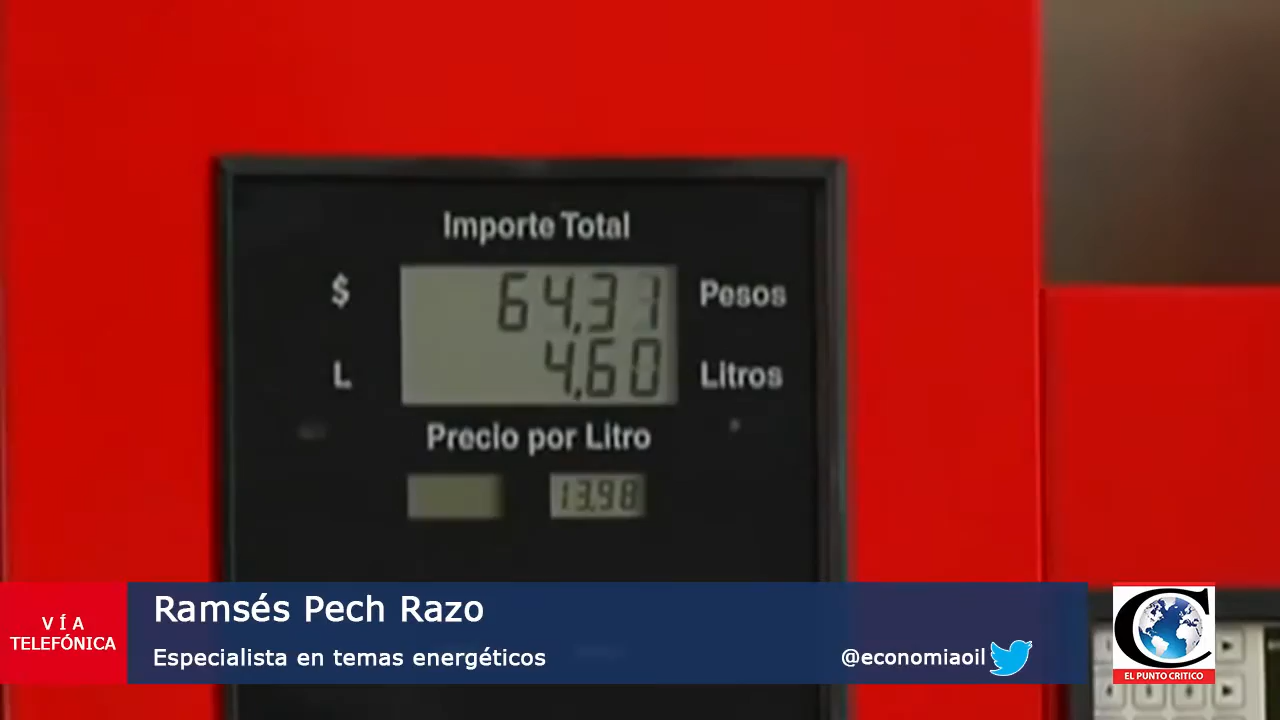 Importe Total
$ 64,31 Pesos
L 4,60 Litros
Precio por Litro
13,98
VÍA
TELEFÓNICA
Ramsés Pech Razo
Especialista en temas energéticos
@economiaoil
C
EL PUNTO CRITICO